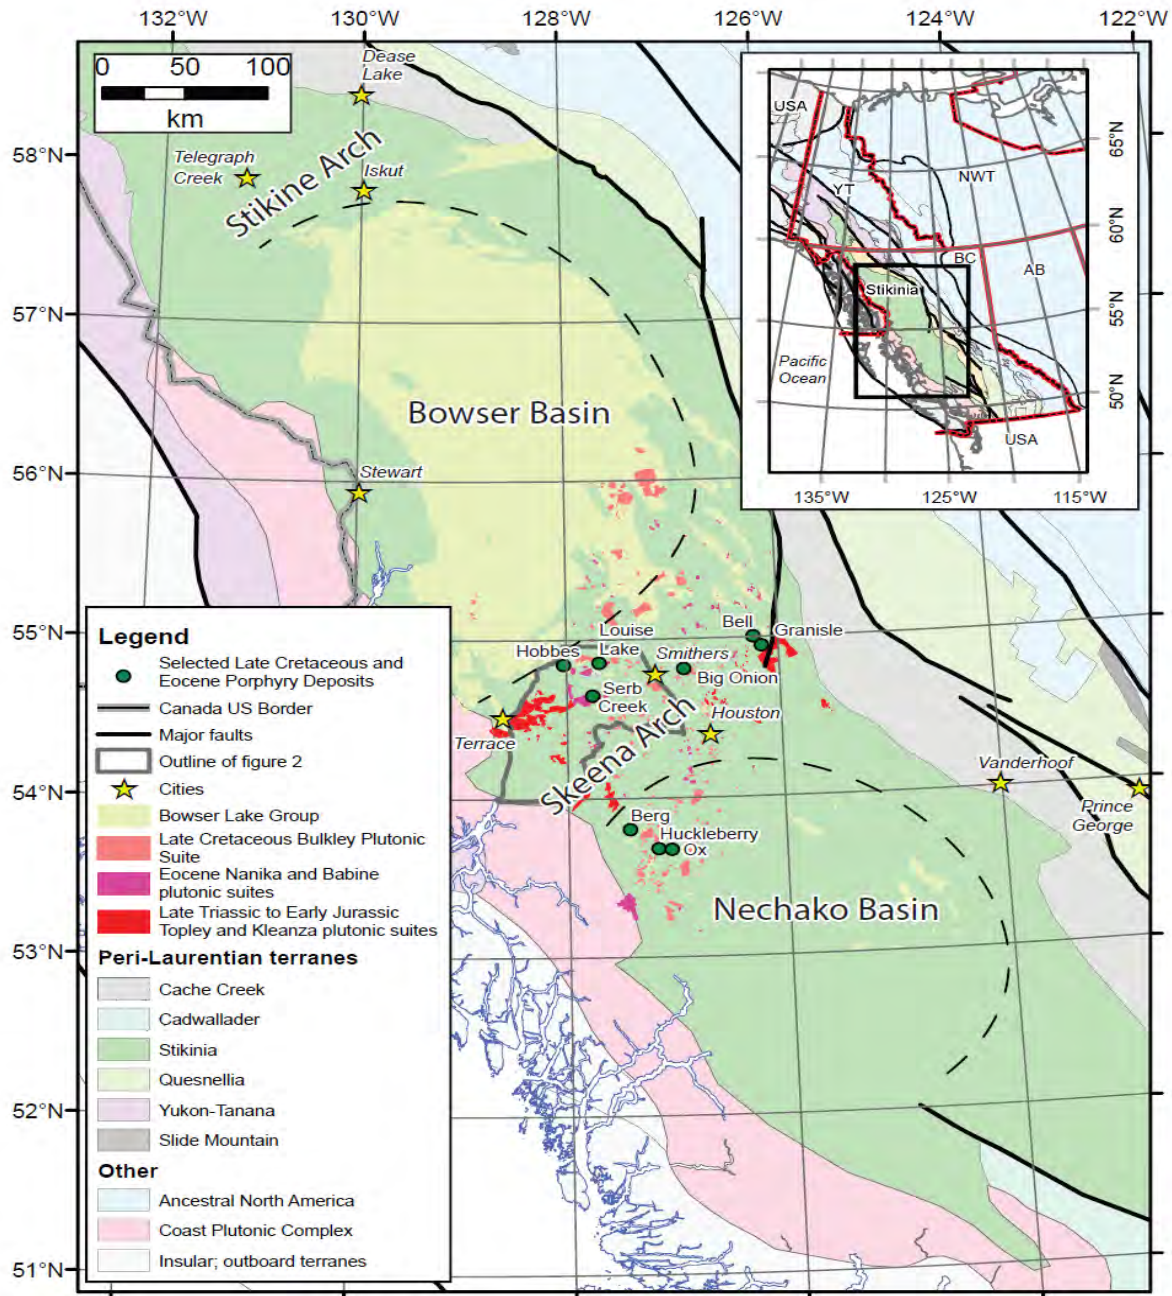 132°W 130°W 128°W 126°W 124°W 122°W
0 50 100
km
Dease
Lake
Telegraph
Creek
Iskut
Stikine Arch
58°N
57°N
56°N
55°N
54°N
53°N
52°N
51°N
USA
YT
NWT
BC
AB
Stikinia
Pacific
Ocean
USA
65°N
60°N
55°N
50°N
135°W 125°W 115°W
Bowser Basin
Stewart
Bell
Granisle
Louise
Lake
Hobbes
Smithers
Big Onion
Serb
Creek
Houston
Terrace
Skeena Arch
Vanderhoof
Prince
George
Berg
Huckleberry
Ox
Nechako Basin
Legend
Selected Late Cretaceous and
Eocene Porphyry Deposits
Canada US Border
Major faults
Outline of figure 2
Cities
Bowser Lake Group
Late Cretaceous Bulkley Plutonic
Suite
Eocene Nanika and Babine
plutonic suites
Late Triassic to Early Jurassic
Topley and Kleanza plutonic suites
Peri-Laurentian terranes
Cache Creek
Cadwallader
Stikinia
Quesnellia
Yukon-Tanana
Slide Mountain
Other
Ancestral North America
Coast Plutonic Complex
Insular; outboard terranes